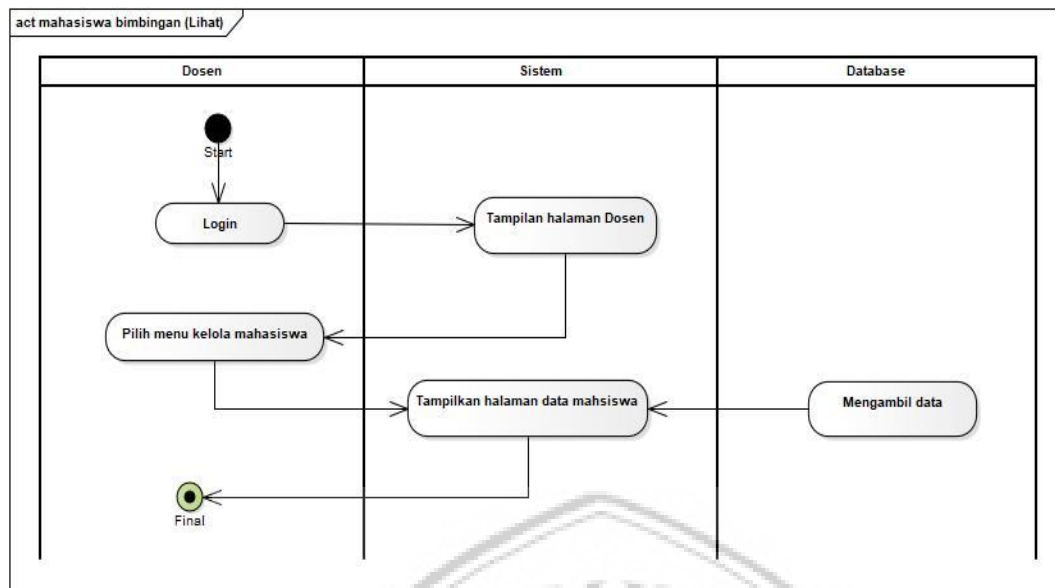 act mahasiswa bimbingan (Lihat)
Dosen
Sistem
Database
Start
Login
Tampilan halaman Dosen
Pilih menu kelola mahasiswa
Tampilkan halaman data mahsiswa
Mengambil data
Final